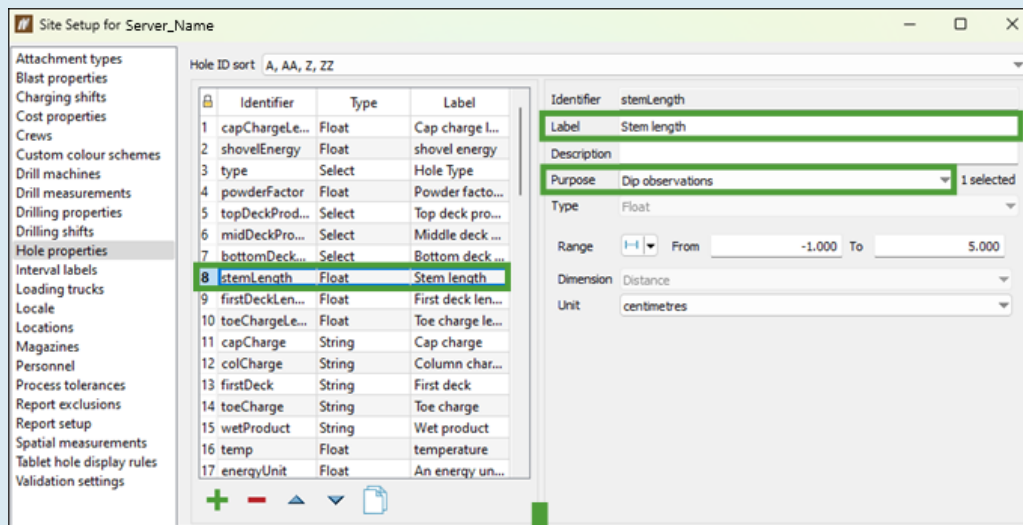 Site Setup for Server_Name
Attachment types
Blast properties
Charging shifts
Cost properties
Crews
Custom colour schemes
Drill machines
Drill measurements
Drilling properties
Drilling shifts
Hole properties
Interval labels
Loading trucks
Locale
Locations
Magazines
Personnel
Process tolerances
Report exclusions
Report setup
Spatial measurements
Tablet hole display rules
Validation settings
Hole ID sort A, AA, Z, ZZ
Identifier Type Label
1 capChargeLe... Float Cap charge l...
2 shovelEnergy Float shovel energy
3 type Select Hole Type
4 powderFactor Float Powder facto...
5 topDeckProd... Select Top deck pro...
6 midDeckPro... Select Middle deck ...
7 bottomDeck... Select Bottom deck ...
8 stemLength Float Stem length
9 firstDeckLen... Float First deck len...
10 toeChargeLe... Float Toe charge le...
11 capCharge String Cap charge
12 colCharge String Column char...
13 firstDeck String First deck
14 toeCharge String Toe charge
15 wetProduct String Wet product
16 temp Float temperature
17 energyUnit Float An energy un...
Identifier stemLength
Label Stem length
Description
Purpose Dip observations 1 selected
Type Float
Range From -1.000 To 5.000
Dimension Distance
Unit centimetres